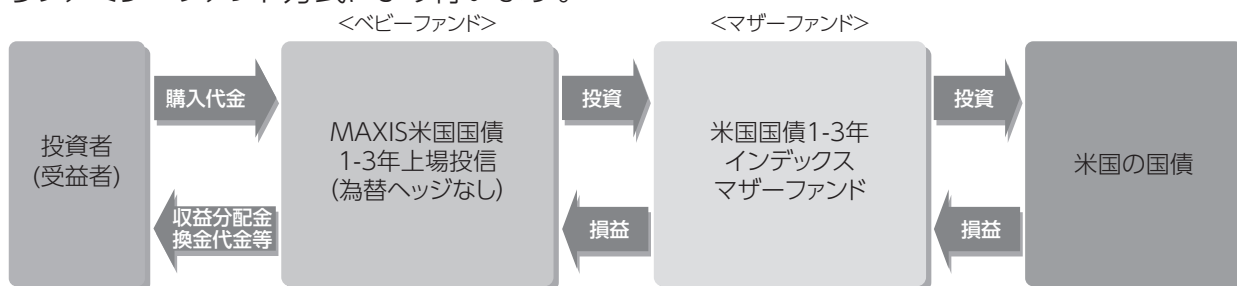 <ベビーファンド>
<マザーファンド>
投資者
(受益者)
購入代金
収益分配金
換金代金等
MAXIS米国国債
1-3年上場投信
(為替ヘッジなし)
投資
損益
米国国債1-3年
インデックス
マザーファンド
投資
損益
米国の国債